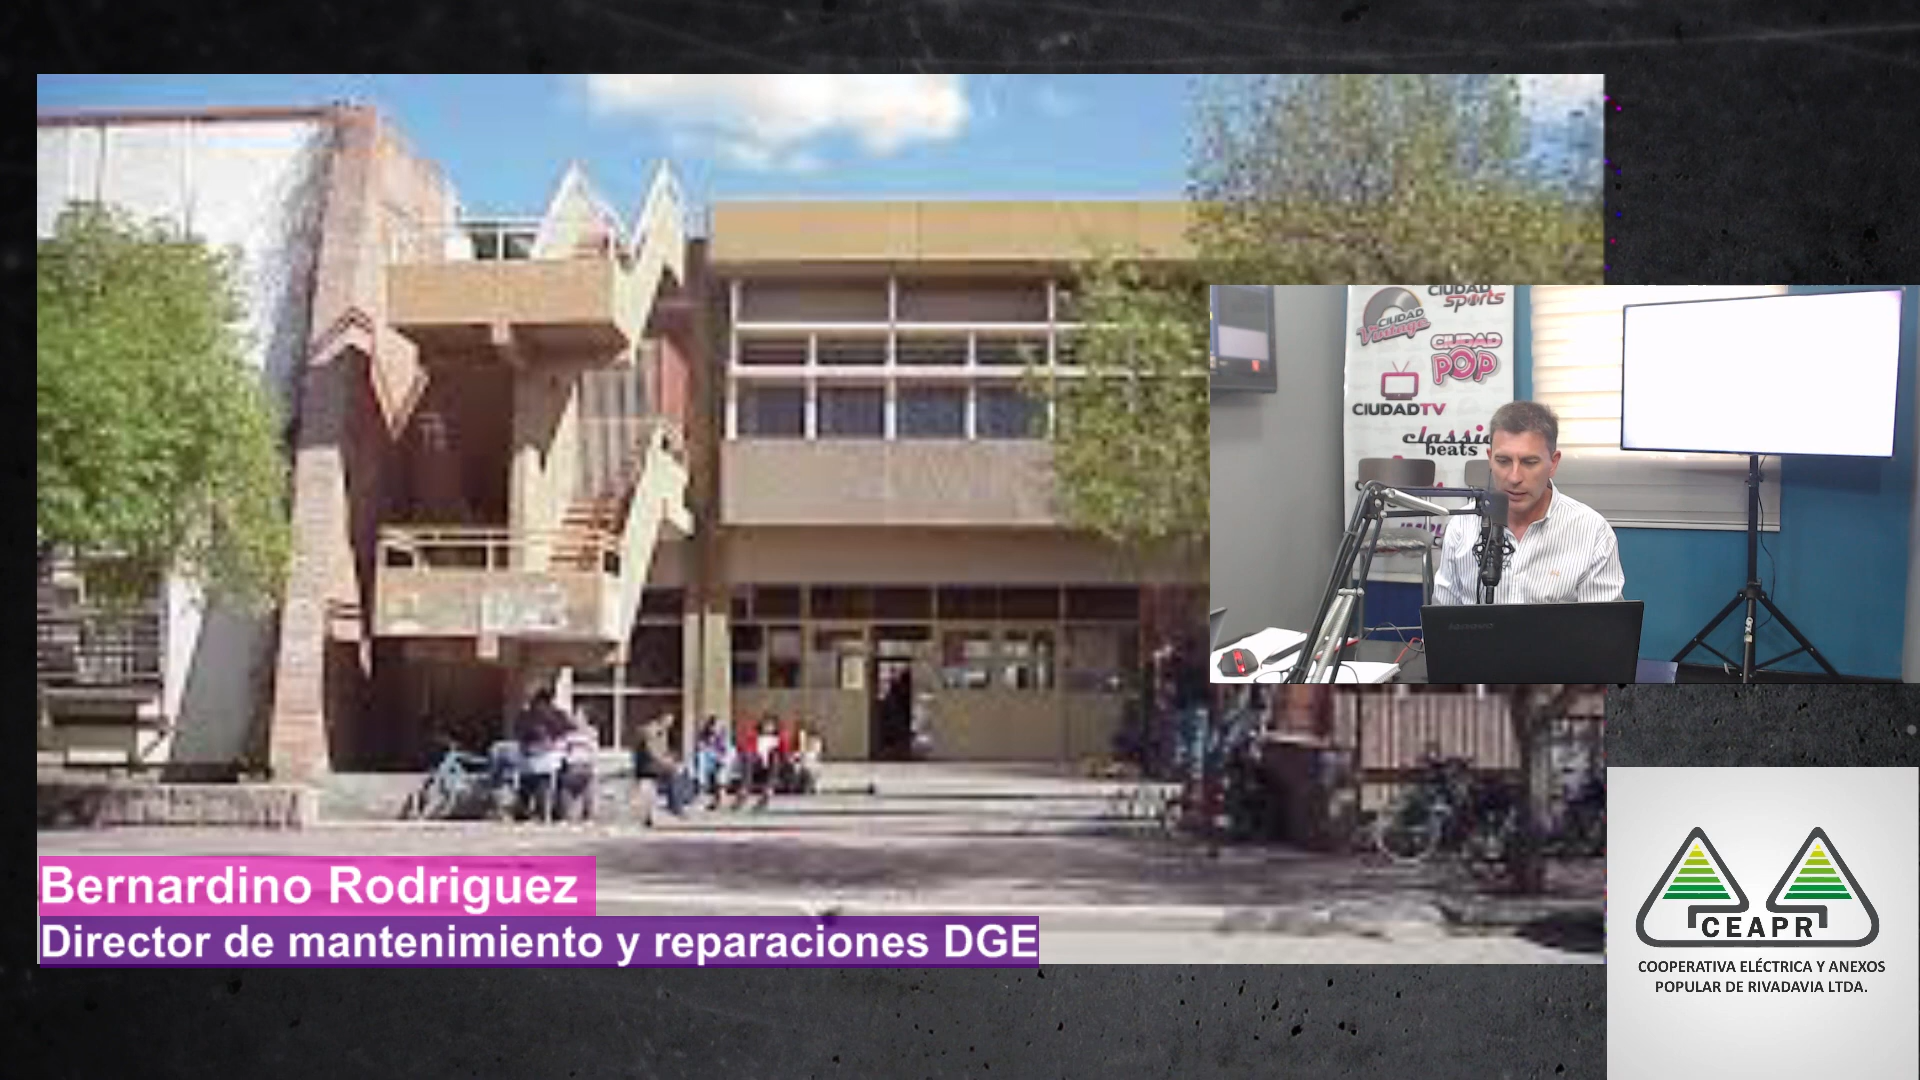 CIUDAD
sports
CIUDAD
Vintage
CIUDAD
POP
CIUDADTV
classic
beats
lenovo
Bernardino Rodriguez
Director de mantenimiento y reparaciones DGE
CEAPR
COOPERATIVA ELÉCTRICA Y ANEXOS
POPULAR DE RIVADAVIA LTDA.